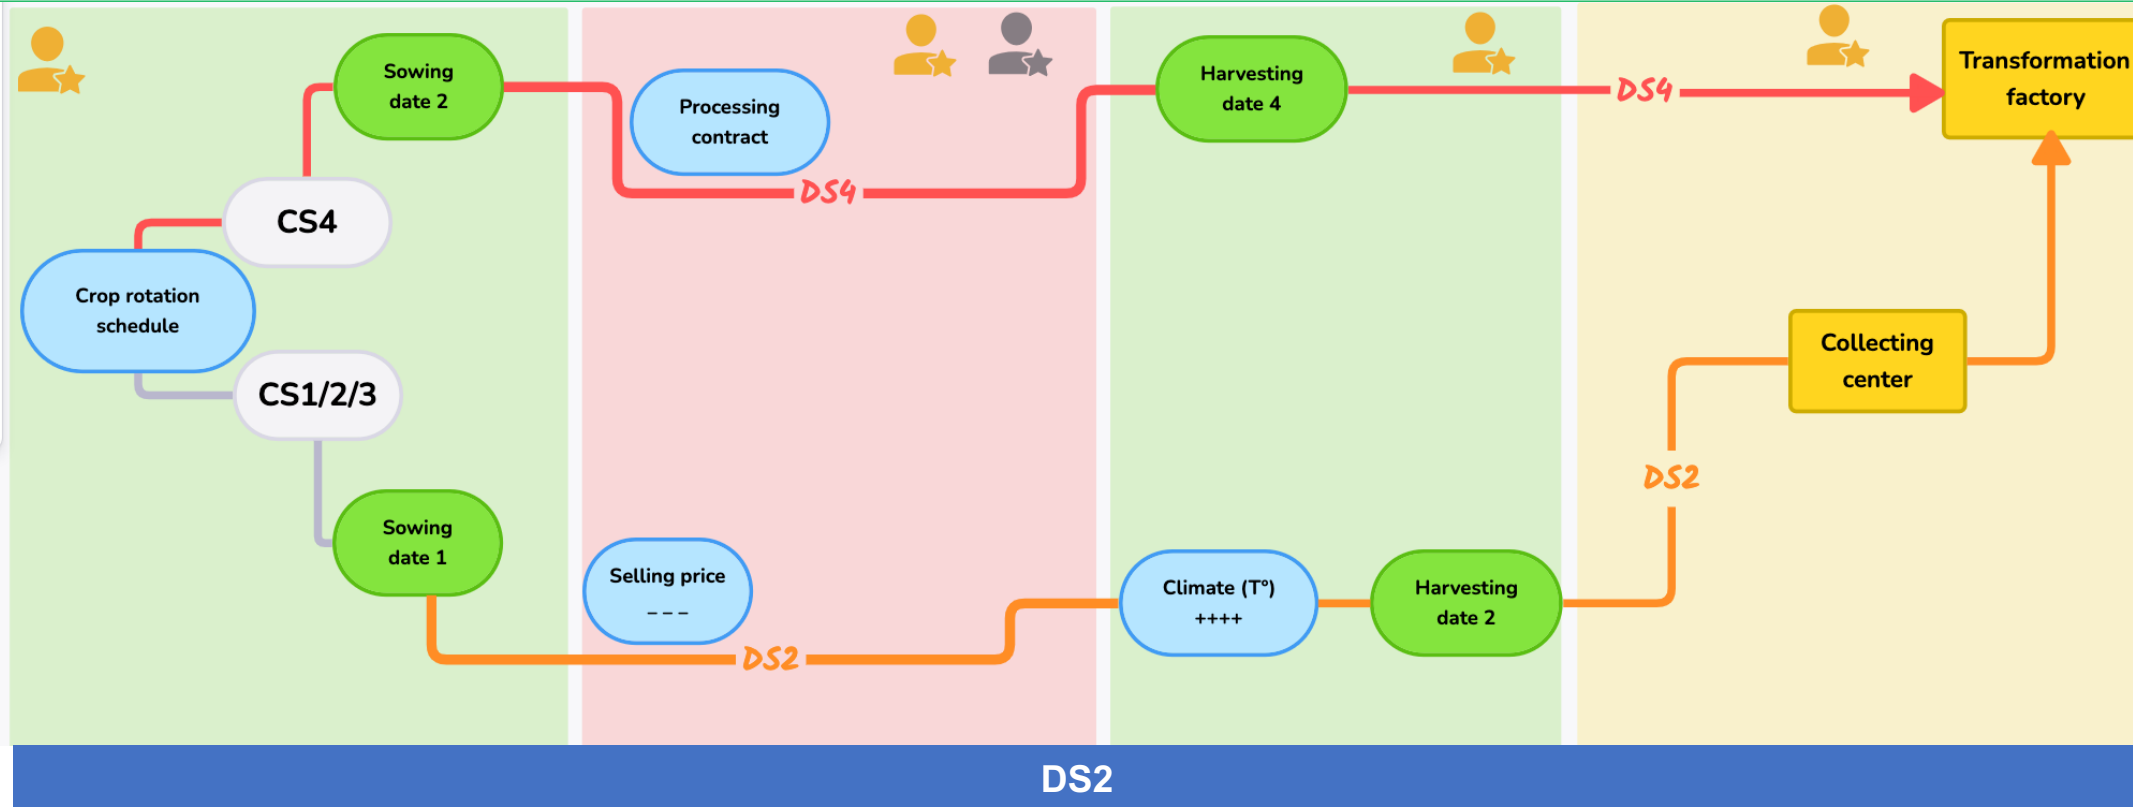 Sowing
date 2
Processing
contract
DS4
Harvesting
date 4
DS4
Transformation
factory
CS4
Crop rotation
schedule
CS1/2/3
Collecting
center
DS2
Sowing
date 1
Selling price
– – –
DS2
Climate (T°)
++++
Harvesting
date 2
DS2